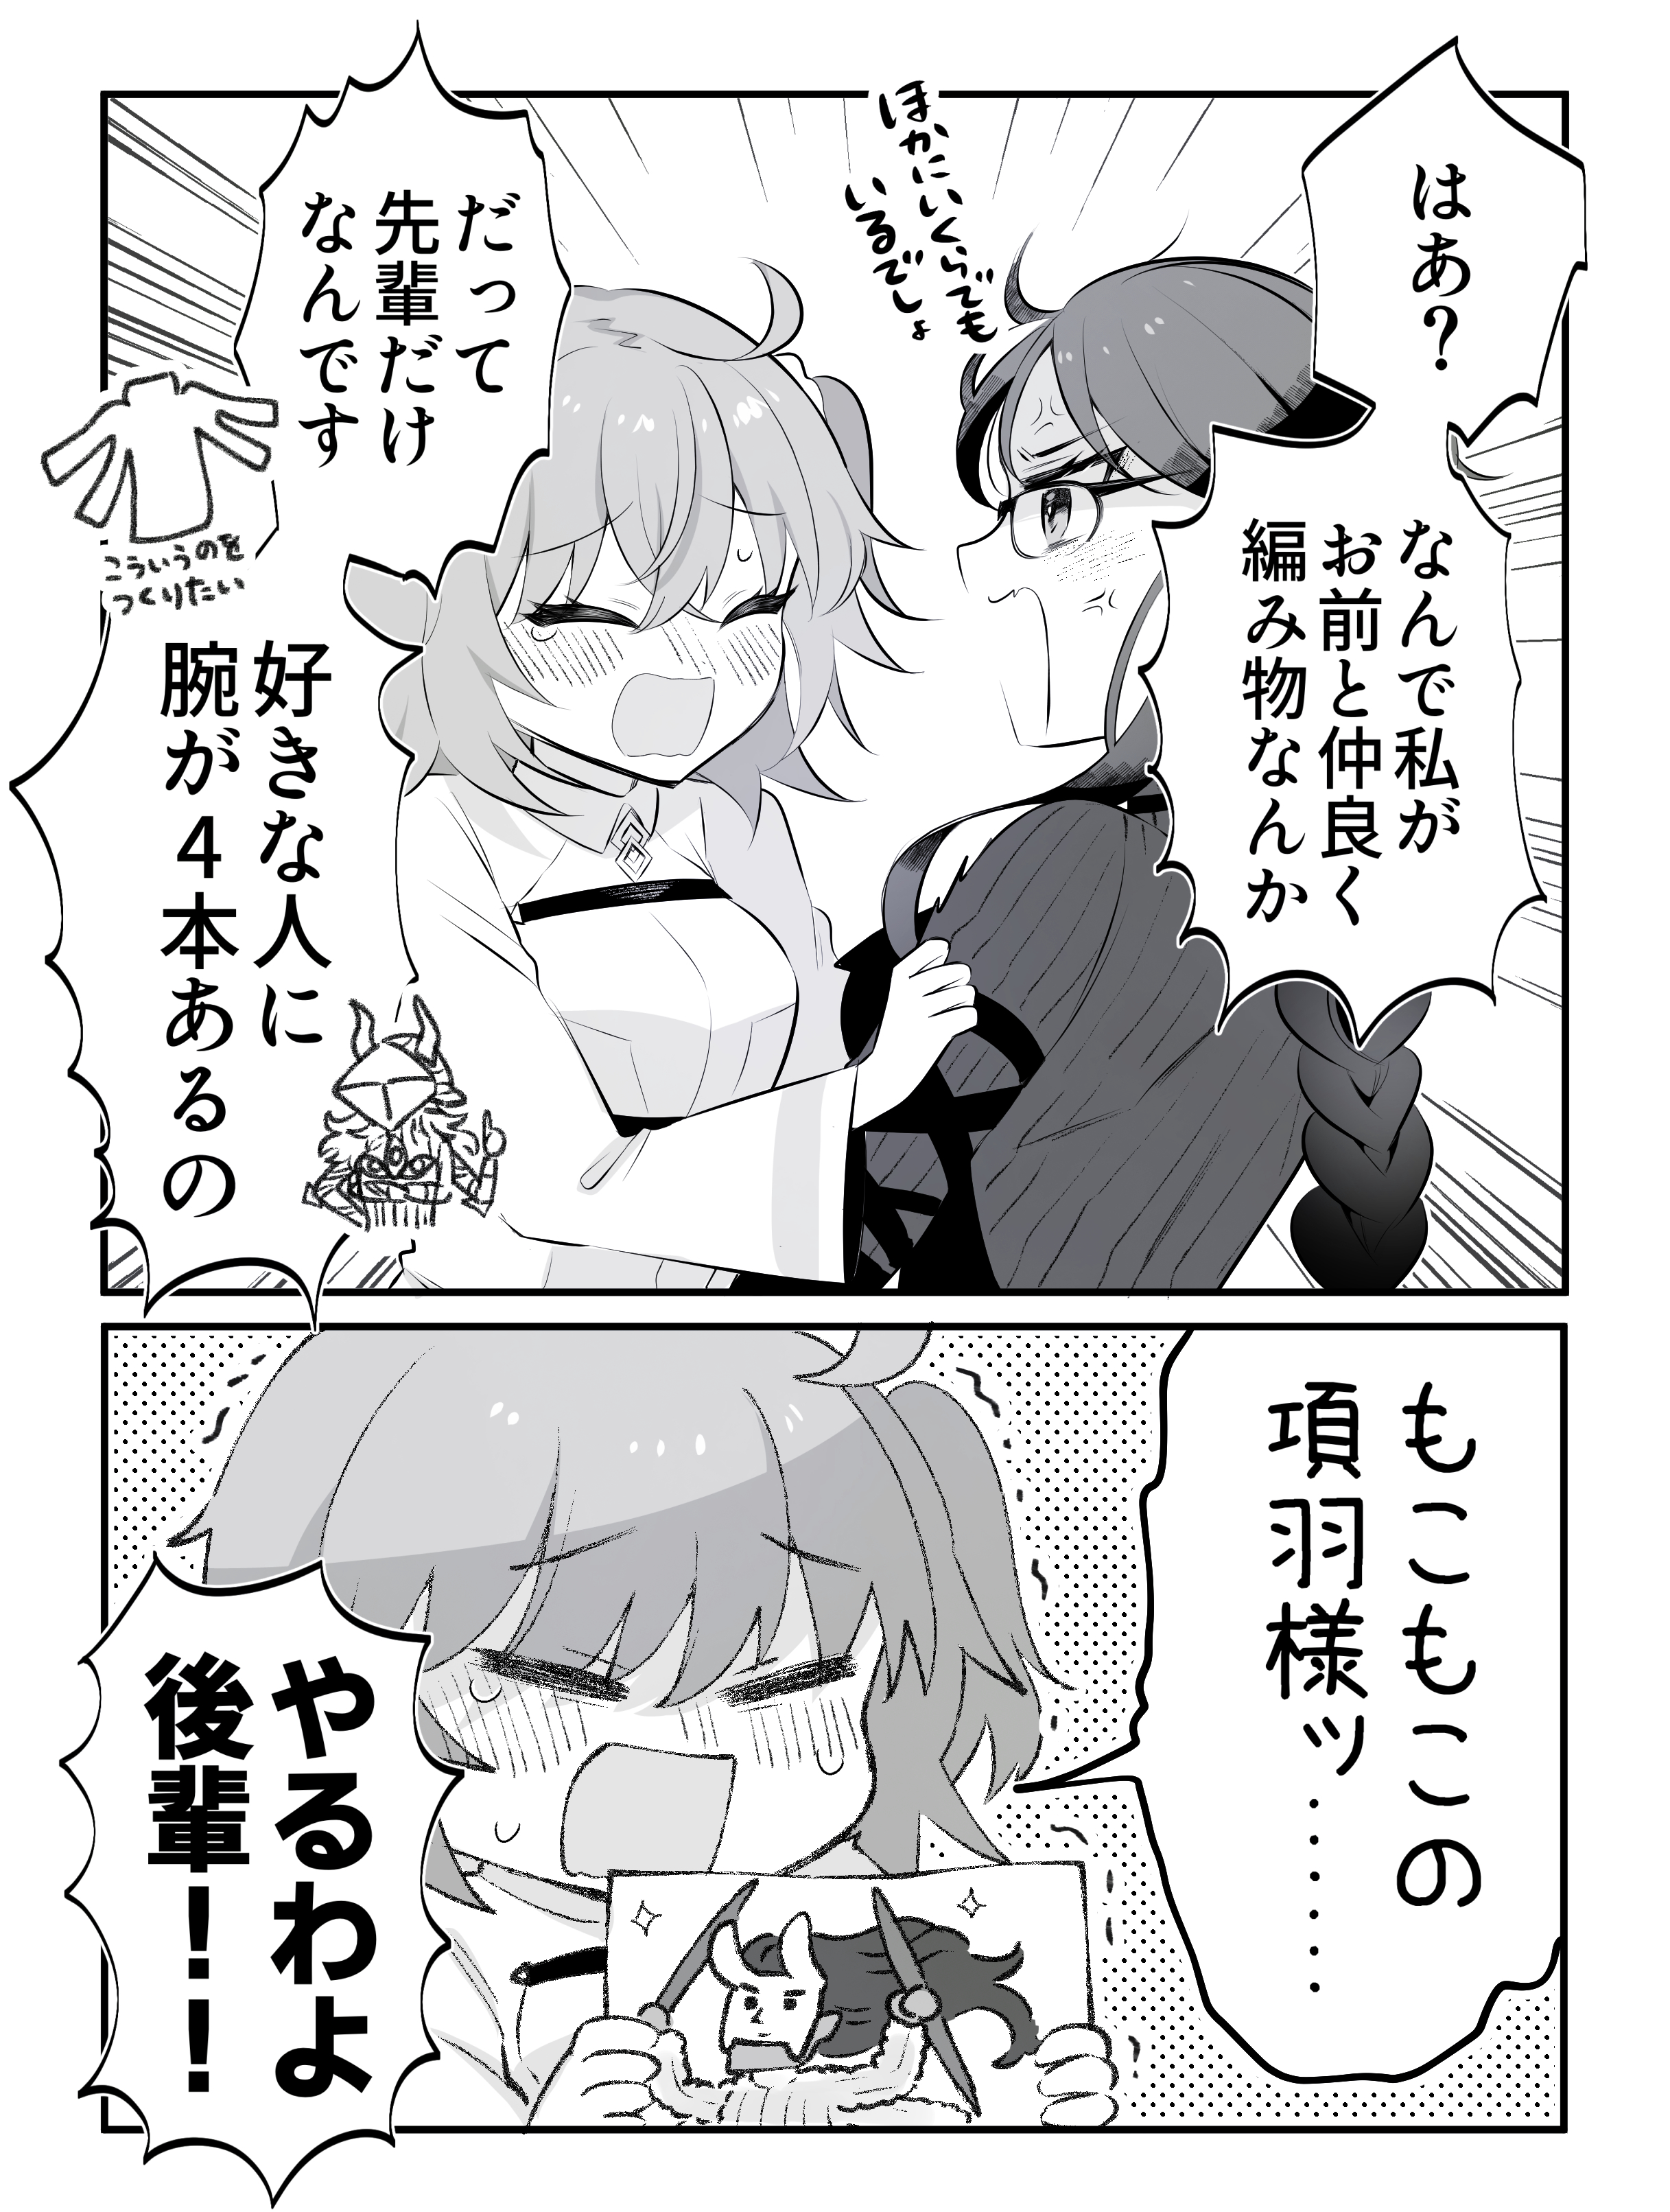 はあ？
なんで私が
お前と仲良く
編み物なんか
ほかにいくらでも
いるでしょ
だって
先輩だけ
なんです
こういうのを
つくりたい
好きな人に
腕が4本あるの
もこもこの
項羽様ッ……
やるわよ
後輩！！